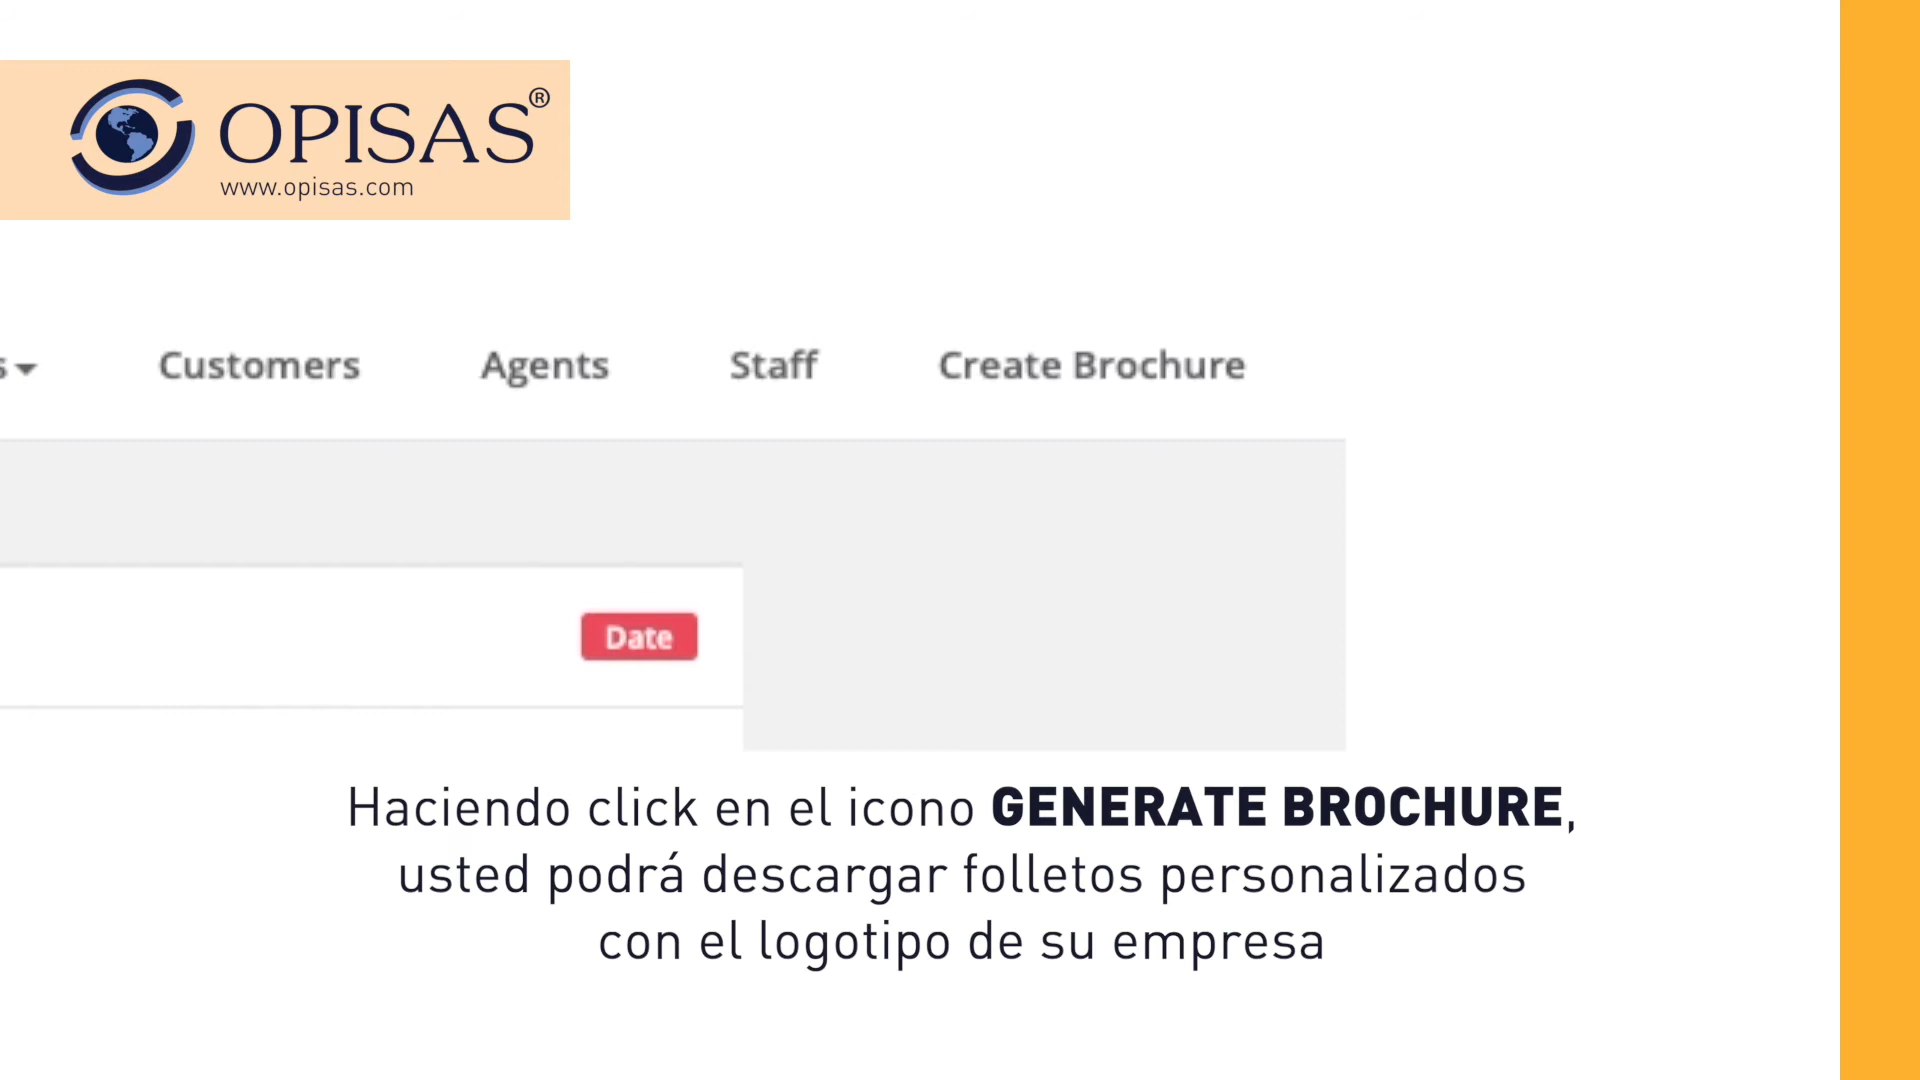 OPISAS®
www.opisas.com
Customers Agents Staff Create Brochure
Date
Haciendo click en el icono GENERATE BROCHURE,
usted podrá descargar folletos personalizados
con el logotipo de su empresa